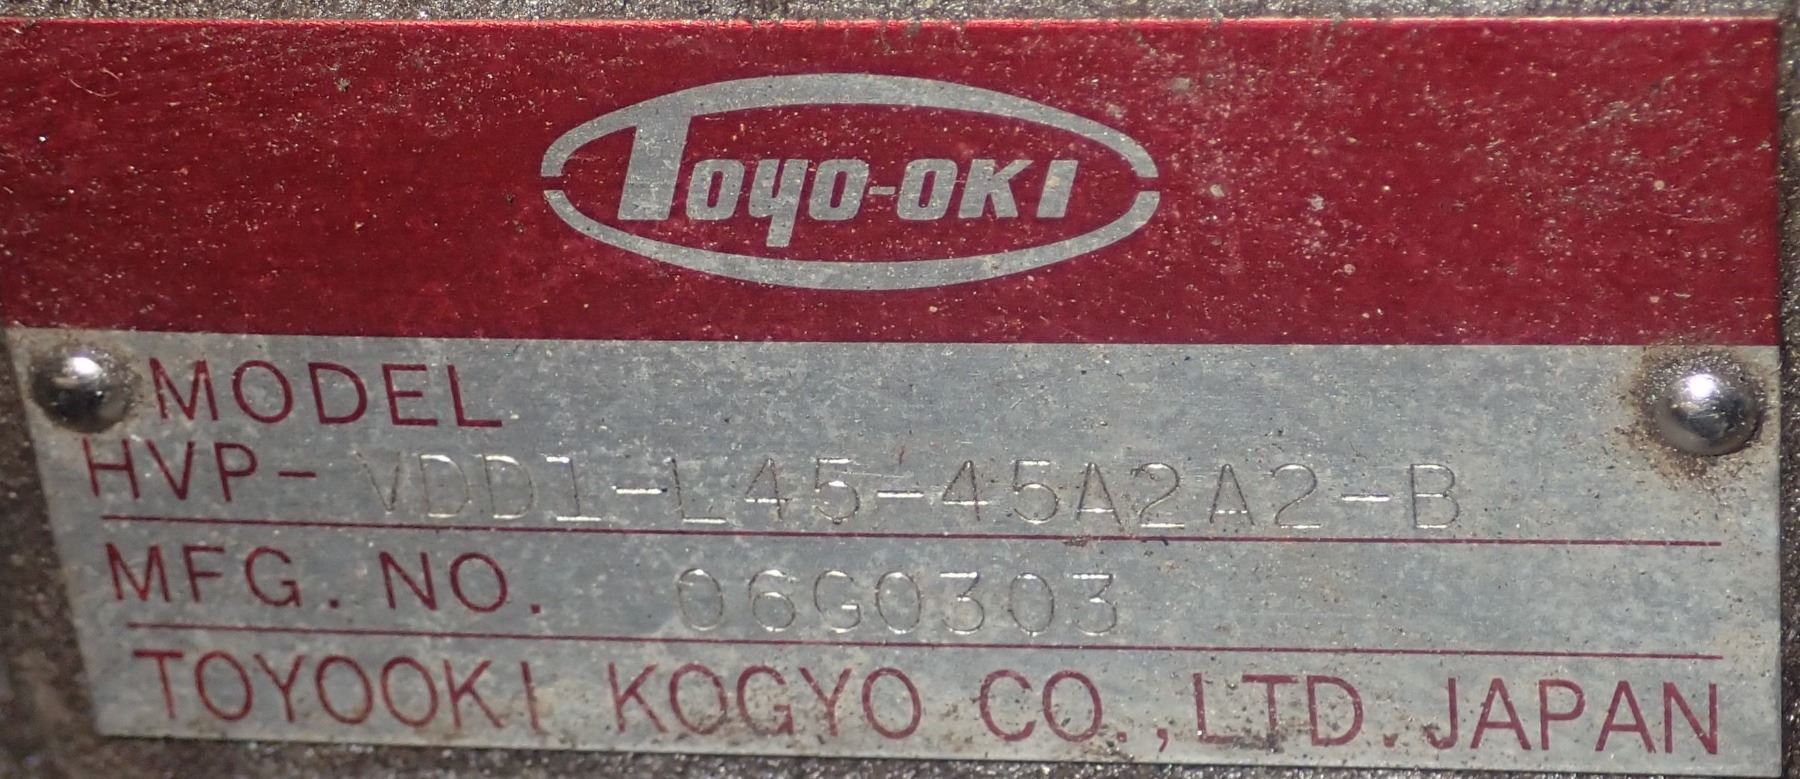 Toyo-OKI
MODEL
HVP-VDD1-L45-45A2A2-B
MFG. NO. 06G0303
TOYOOKI KOGYO CO.,LTD.JAPAN